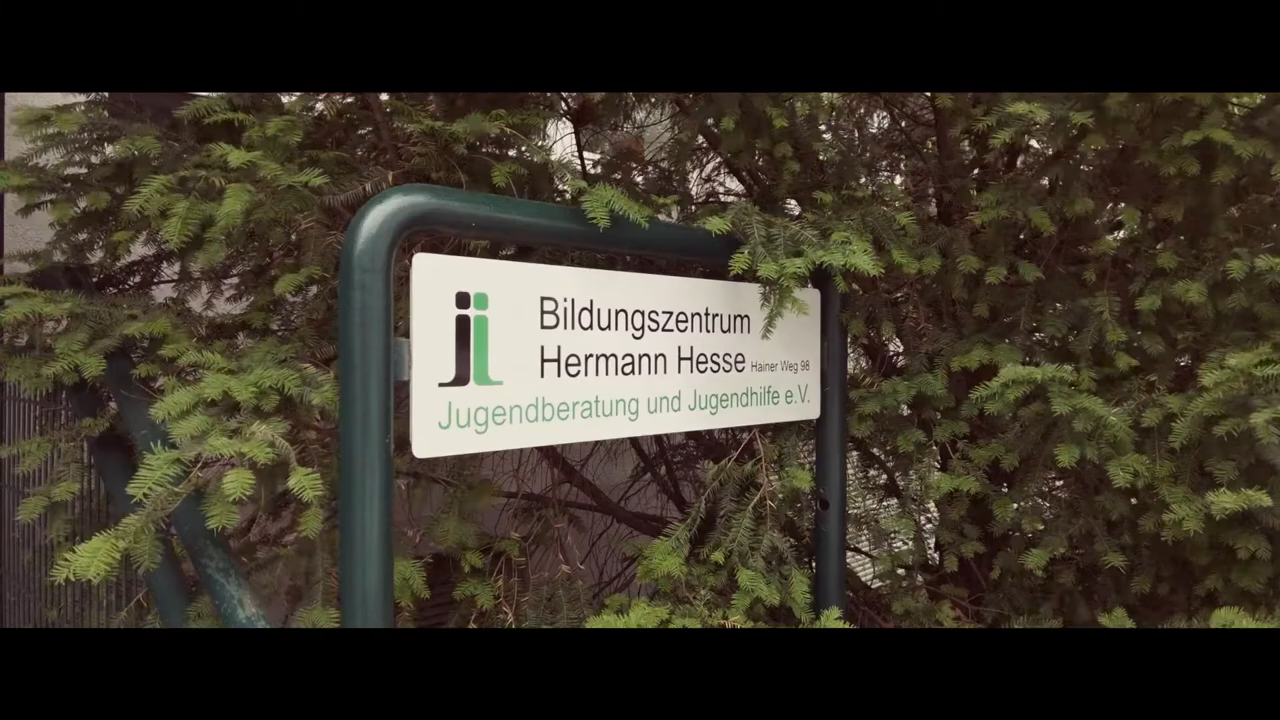 Bildungszentrum
Hermann Hesse Hainer Weg 98
Jugendberatung und Jugendhilfe e.V.